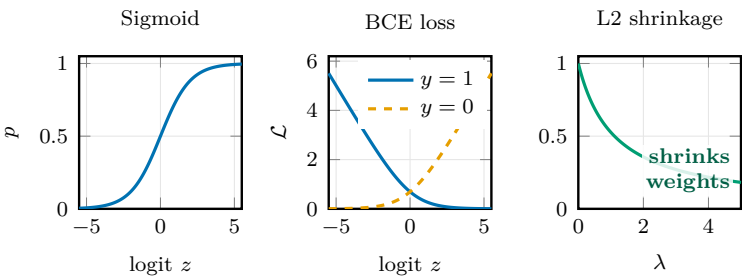 Sigmoid
1
0.5
0
−5
0
5
p
logit z
BCE loss
6
4
2
0
−5
0
5
ℒ
logit z
y = 1
y = 0
L2 shrinkage
1
0.5
0
0
2
4
λ
shrinks
weights